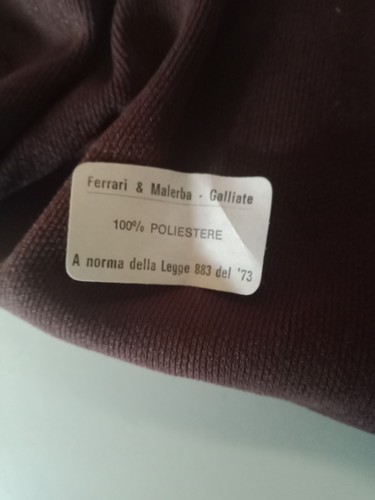 Ferrari & Malerba - Galliate
100% POLIESTERE
A norma della Legge 883 del '73